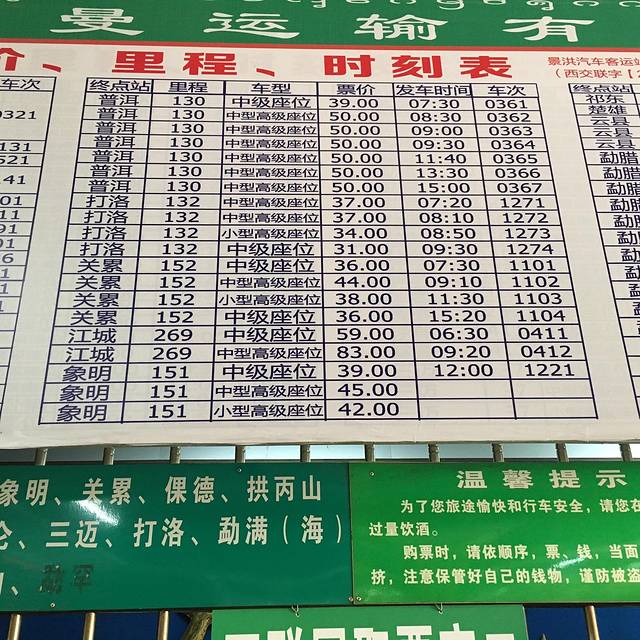 曼运输有
价、里程、时刻表
景洪汽车客运站
(西交联字【2
车次
0321
终点站 里程 车型 票价 发车时间 车次
普洱 130 中级座位 39.00 07:30 0361
普洱 130 中型高级座位 50.00 08:30 0362
普洱 130 中型高级座位 50.00 09:00 0363
普洱 130 中型高级座位 50.00 09:30 0364
普洱 130 中型高级座位 50.00 11:40 0365
普洱 130 中型高级座位 50.00 13:30 0366
普洱 130 中型高级座位 50.00 15:00 0367
打洛 132 中型高级座位 37.00 07:20 1271
打洛 132 中型高级座位 37.00 08:10 1272
打洛 132 小型高级座位 34.00 08:50 1273
打洛 132 中级座位 31.00 09:30 1274
关累 152 中级座位 36.00 07:30 1101
关累 152 中型高级座位 44.00 09:10 1102
关累 152 小型高级座位 38.00 11:30 1103
关累 152 中级座位 36.00 15:20 1104
江城 269 中级座位 59.00 06:30 0411
江城 269 中型高级座位 83.00 09:20 0412
象明 151 中级座位 39.00 12:00 1221
象明 151 中型高级座位 45.00
象明 151 小型高级座位 42.00
终点站
祁东
楚雄
云县
云县
勐腊
勐腊
勐腊
勐腊
勐腊
象明、关累、倮德、拱丙山
仑、三迈、打洛、勐满(海)
勐罕
温馨提示
为了您旅途愉快和行车安全,请您在
过量饮酒。
购票时,请依顺序,票、钱,当面
挤,注意保管好自己的钱物,谨防被盗